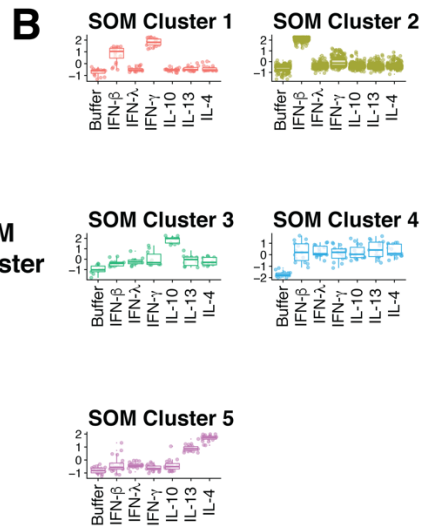 B
SOM Cluster 1
2
1
0
−1
Buffer
IFN-β
IFN-λ
IFN-γ
IL-10
IL-13
IL-4
SOM Cluster 2
2
1
0
−1
Buffer
IFN-β
IFN-λ
IFN-γ
IL-10
IL-13
IL-4
M
ster
SOM Cluster 3
2
1
0
−1
Buffer
IFN-β
IFN-λ
IFN-γ
IL-10
IL-13
IL-4
SOM Cluster 4
1
0
−1
−2
Buffer
IFN-β
IFN-λ
IFN-γ
IL-10
IL-13
IL-4
SOM Cluster 5
2
1
0
−1
Buffer
IFN-β
IFN-λ
IFN-γ
IL-10
IL-13
IL-4